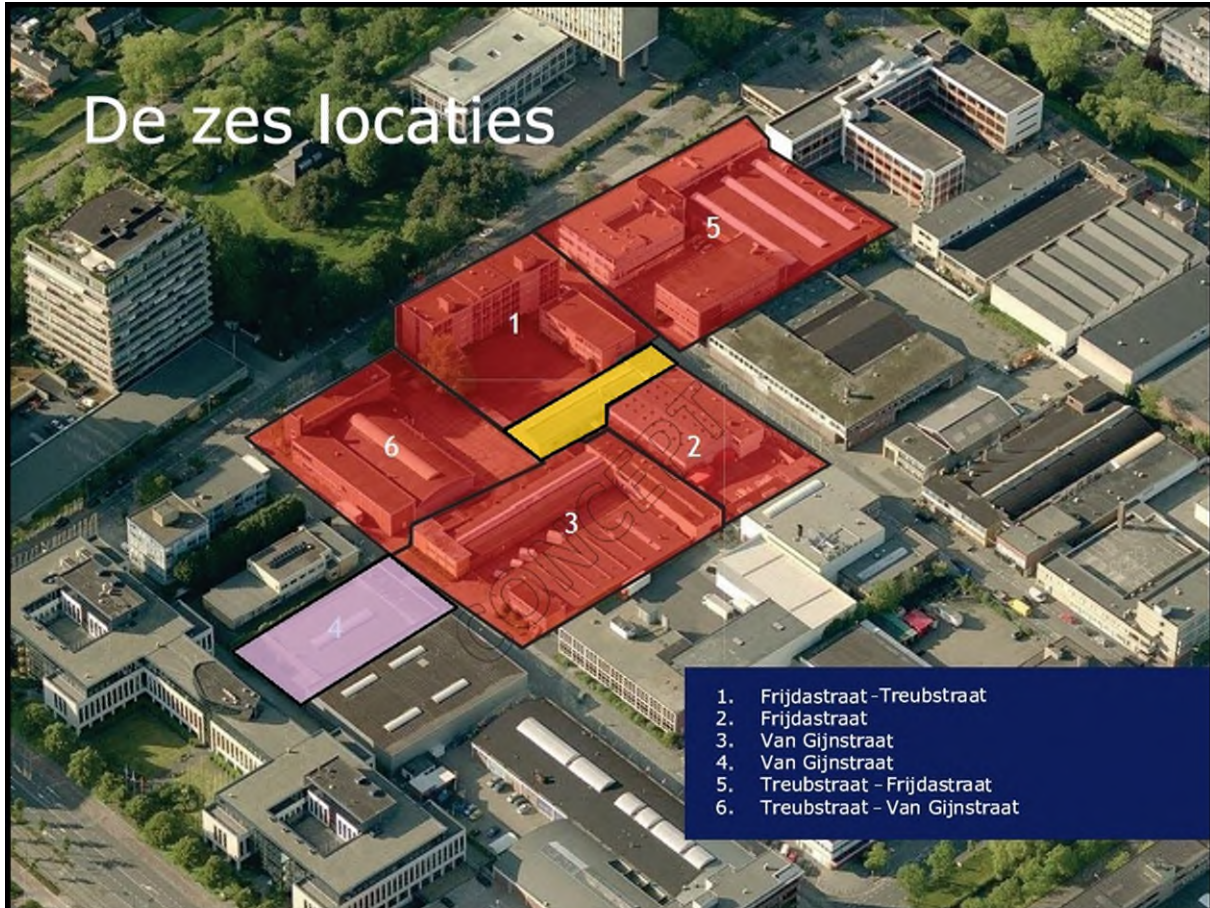 De zes locaties
5
1
6
2
3
4
CONCEPT
1. Frijdastraat-Treubstraat
2. Frijdastraat
3. Van Gijnstraat
4. Van Gijnstraat
5. Treubstraat-Frijdastraat
6. Treubstraat-Van Gijnstraat